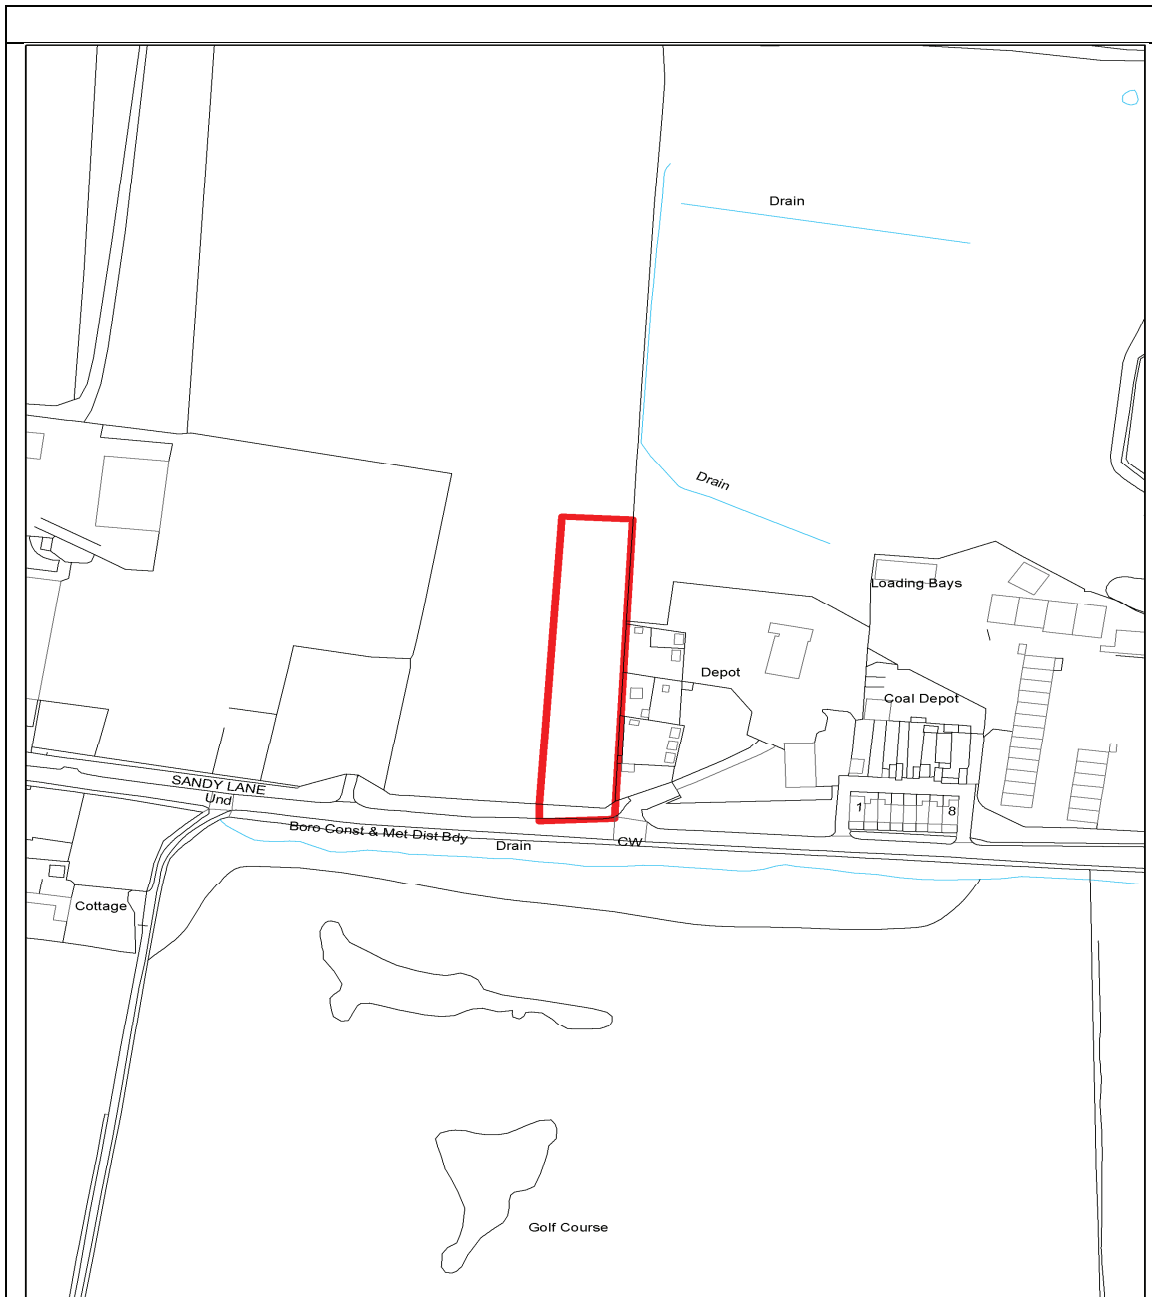 Drain
Drain
Loading Bays
Depot
Coal Depot
SANDY LANE
Und
1
8
Boro Const & Met Dist Bdy
Drain
CW
Cottage
Golf Course